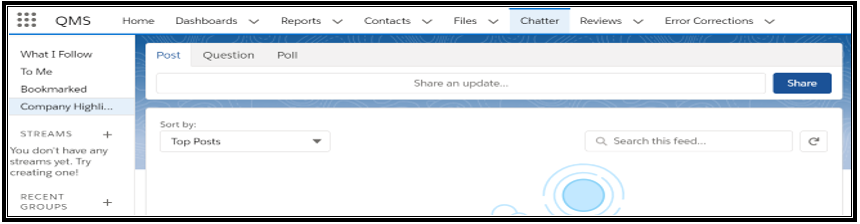 QMS Home Dashboards Reports Contacts Files Chatter Reviews Error Corrections
What I Follow
To Me
Bookmarked
Company Highli...
STREAMS +
You don't have any
streams yet. Try
creating one!
RECENT
GROUPS +
Post Question Poll
Share an update... Share
Sort by:
Top Posts
Search this feed...